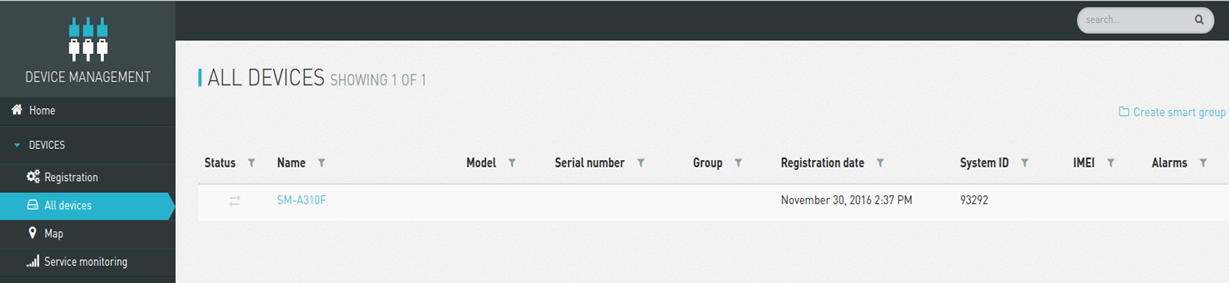 search...
DEVICE MANAGEMENT
ALL DEVICES SHOWING 1 OF 1
Home
Create smart group
DEVICES
Status Name Model Serial number Group Registration date System ID IMEI Alarms
Registration
SM-A310F November 30, 2016 2:37 PM 93292
All devices
Map
Service monitoring